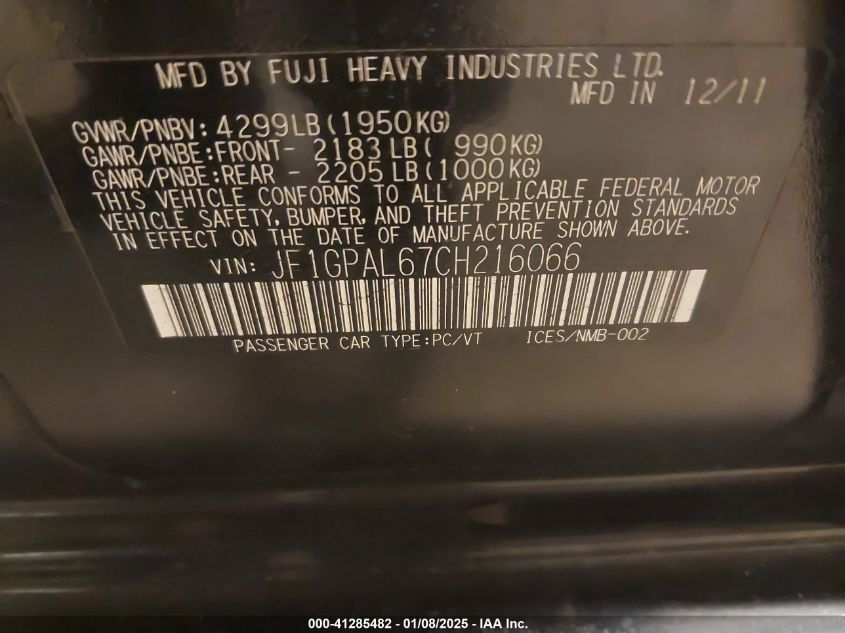 MFD BY FUJI HEAVY INDUSTRIES LTD.
MFD IN 12/11
GVWR/PNBV: 4299LB(1950KG)
GAWR/PNBE:FRONT- 2183LB( 990KG)
GAWR/PNBE:REAR - 2205LB(1000KG)
THIS VEHICLE CONFORMS TO ALL APPLICABLE FEDERAL MOTOR
VEHICLE SAFETY, BUMPER, AND THEFT PREVENTION STANDARDS
IN EFFECT ON THE DATE OF MANUFACTURE SHOWN ABOVE.
VIN: JF1GPAL67CH216066
PASSENGER CAR TYPE:PC/VT ICES/NMB-002
000-41285482 - 01/08/2025 - IAA Inc.